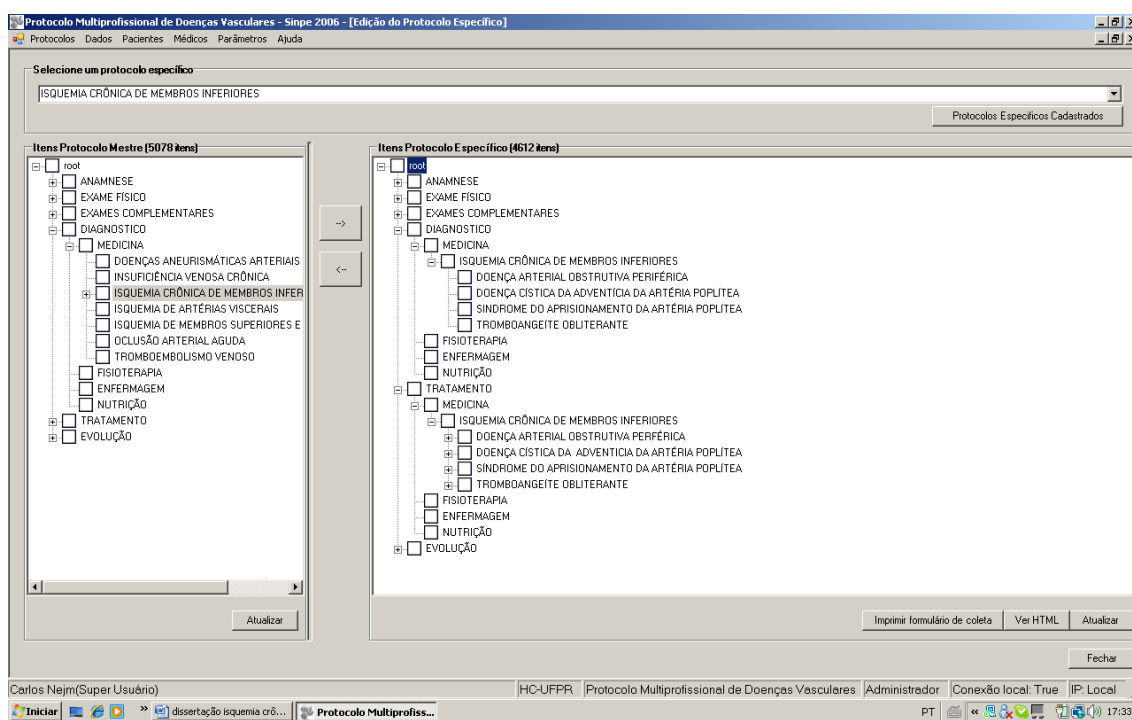 Protocolo Multiprofissional de Doenças Vasculares - Sinpe 2006 - [Edição do Protocolo Específico]
Protocolos Dados Pacientes Médicos Parâmetros Ajuda
Selecione um protocolo específico
ISQUEMIA CRÔNICA DE MEMBROS INFERIORES
Protocolos Específicos Cadastrados
Itens Protocolo Mestre (5078 itens)
root
ANAMNESE
EXAME FÍSICO
EXAMES COMPLEMENTARES
DIAGNOSTICO
MEDICINA
DOENÇAS ANEURISMÁTICAS ARTERIAIS
INSUFICIÊNCIA VENOSA CRÔNICA
ISQUEMIA CRÔNICA DE MEMBROS INFER
ISQUEMIA DE ARTÉRIAS VISCERAIS
ISQUEMIA DE MEMBROS SUPERIORES E
OCLUSÃO ARTERIAL AGUDA
TROMBOEMBOLISMO VENOSO
FISIOTERAPIA
ENFERMAGEM
NUTRIÇÃO
TRATAMENTO
EVOLUÇÃO
Atualizar
-->
<--
Itens Protocolo Específico (4612 itens)
root
ANAMNESE
EXAME FÍSICO
EXAMES COMPLEMENTARES
DIAGNOSTICO
MEDICINA
ISQUEMIA CRÔNICA DE MEMBROS INFERIORES
DOENÇA ARTERIAL OBSTRUTIVA PERIFÉRICA
DOENÇA CÍSTICA DA ADVENTÍCIA DA ARTÉRIA POPLÍTEA
SINDROME DO APRISIONAMENTO DA ARTÉRIA POPLÍTEA
TROMBOANGEÍTE OBLITERANTE
FISIOTERAPIA
ENFERMAGEM
NUTRIÇÃO
TRATAMENTO
MEDICINA
ISQUEMIA CRÔNICA DE MEMBROS INFERIORES
DOENÇA ARTERIAL OBSTRUTIVA PERFÉRICA
DOENÇA CÍSTICA DA ADVENTICIA DA ARTÉRIA POPLÍTEA
SÍNDROME DO APRISIONAMENTO DA ARTÉRIA POPLÍTEA
TROMBOANGEÍTE OBLITERANTE
FISIOTERAPIA
ENFERMAGEM
NUTRIÇÃO
EVOLUÇÃO
Imprimir formulário de coleta Ver HTML Atualizar
Fechar
Carlos Nejm(Super Usuário) HC-UFPR Protocolo Multiprofissional de Doenças Vasculares Administrador Conexão local: True IP: Local
Iniciar » dissertação isquemia crô... Protocolo Multiprofiss... PT « 17:33